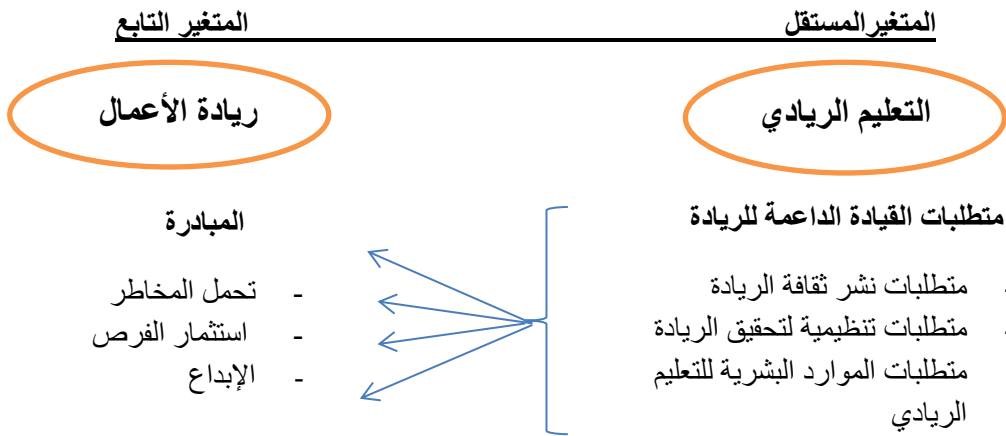 المتغيرالمستقل
المتغير التابع
التعليم الريادي
ريادة الأعمال
متطلبات القيادة الداعمة للريادة
- متطلبات نشر ثقافة الريادة
- متطلبات تنظيمية لتحقيق الريادة
متطلبات الموارد البشرية للتعليم
الريادي
المبادرة
- تحمل المخاطر
- استثمار الفرص
- الإبداع